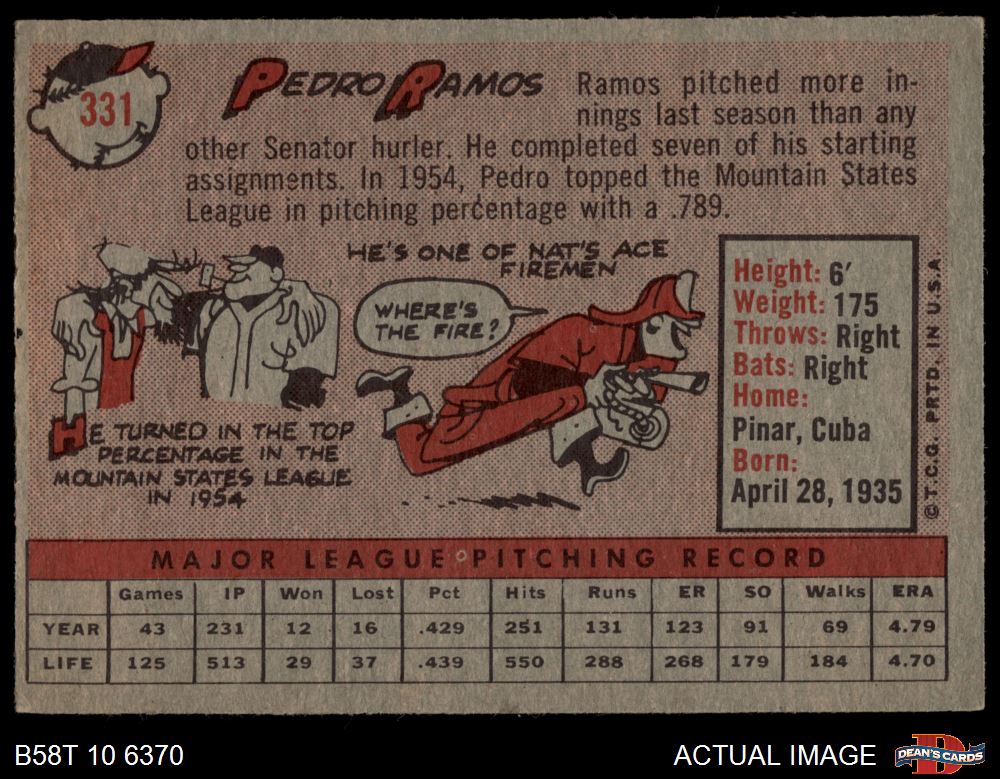 331
PEDRO RAMOS
Ramos pitched more in-
nings last season than any
other Senator hurler. He completed seven of his starting
assignments. In 1954, Pedro topped the Mountain States
League in pitching percentage with a .789.
HE'S ONE OF NAT'S ACE
FIREMEN
WHERE'S
THE FIRE?
HE TURNED IN THE TOP
PERCENTAGE IN THE
MOUNTAIN STATES LEAGUE
IN 1954
Height: 6'
Weight: 175
Throws: Right
Bats: Right
Home:
Pinar, Cuba
Born:
April 28, 1935
©T.C.G. PRTD. IN U.S.A.
MAJOR LEAGUE PITCHING RECORD
Games IP Won Lost Pct Hits Runs ER SO Walks ERA
YEAR 43 231 12 16 .429 251 131 123 91 69 4.79
LIFE 125 513 29 37 .439 550 288 268 179 184 4.70
B58T 10 6370
ACTUAL IMAGE
DEAN'S CARDS